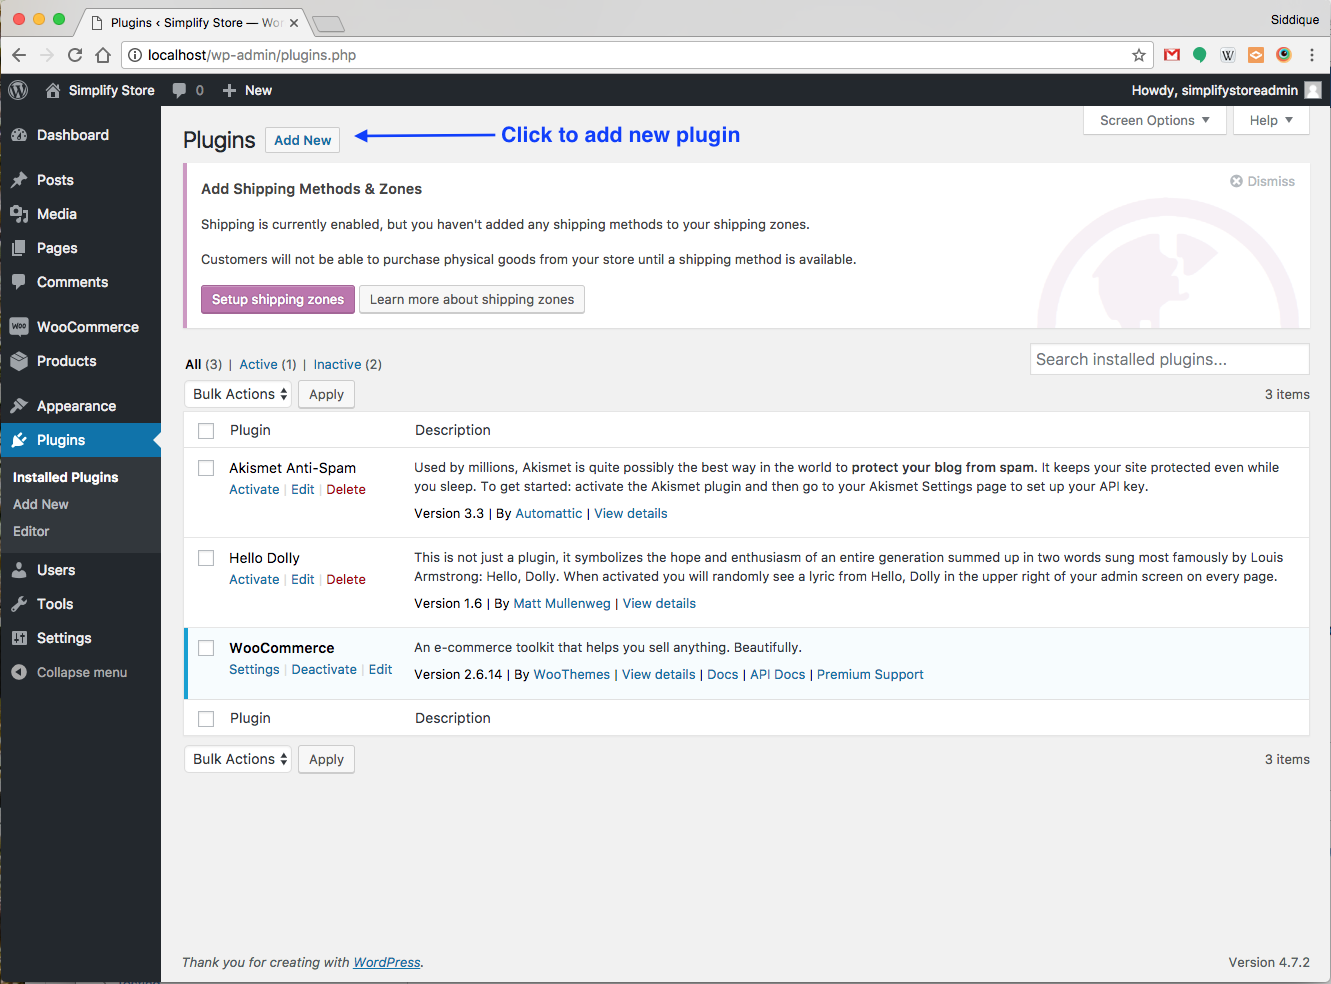 Plugins ‹ Simplify Store — Wo
Siddique
localhost/wp-admin/plugins.php
Simplify Store 0 New
Howdy, simplifystoreadmin
Dashboard
Posts
Media
Pages
Comments
WooCommerce
Products
Appearance
Plugins
Installed Plugins
Add New
Editor
Users
Tools
Settings
Collapse menu
Plugins Add New
Click to add new plugin
Screen Options Help
Add Shipping Methods & Zones
Dismiss
Shipping is currently enabled, but you haven't added any shipping methods to your shipping zones.
Customers will not be able to purchase physical goods from your store until a shipping method is available.
Setup shipping zones Learn more about shipping zones
All (3) | Active (1) | Inactive (2)
Search installed plugins...
Bulk Actions Apply
3 items
Plugin Description
Akismet Anti-Spam
Activate | Edit | Delete
Used by millions, Akismet is quite possibly the best way in the world to protect your blog from spam. It keeps your site protected even while
you sleep. To get started: activate the Akismet plugin and then go to your Akismet Settings page to set up your API key.
Version 3.3 | By Automattic | View details
Hello Dolly
Activate | Edit | Delete
This is not just a plugin, it symbolizes the hope and enthusiasm of an entire generation summed up in two words sung most famously by Louis
Armstrong: Hello, Dolly. When activated you will randomly see a lyric from Hello, Dolly in the upper right of your admin screen on every page.
Version 1.6 | By Matt Mullenweg | View details
WooCommerce
Settings | Deactivate | Edit
An e-commerce toolkit that helps you sell anything. Beautifully.
Version 2.6.14 | By WooThemes | View details | Docs | API Docs | Premium Support
Plugin Description
Bulk Actions Apply
3 items
Thank you for creating with WordPress.
Version 4.7.2